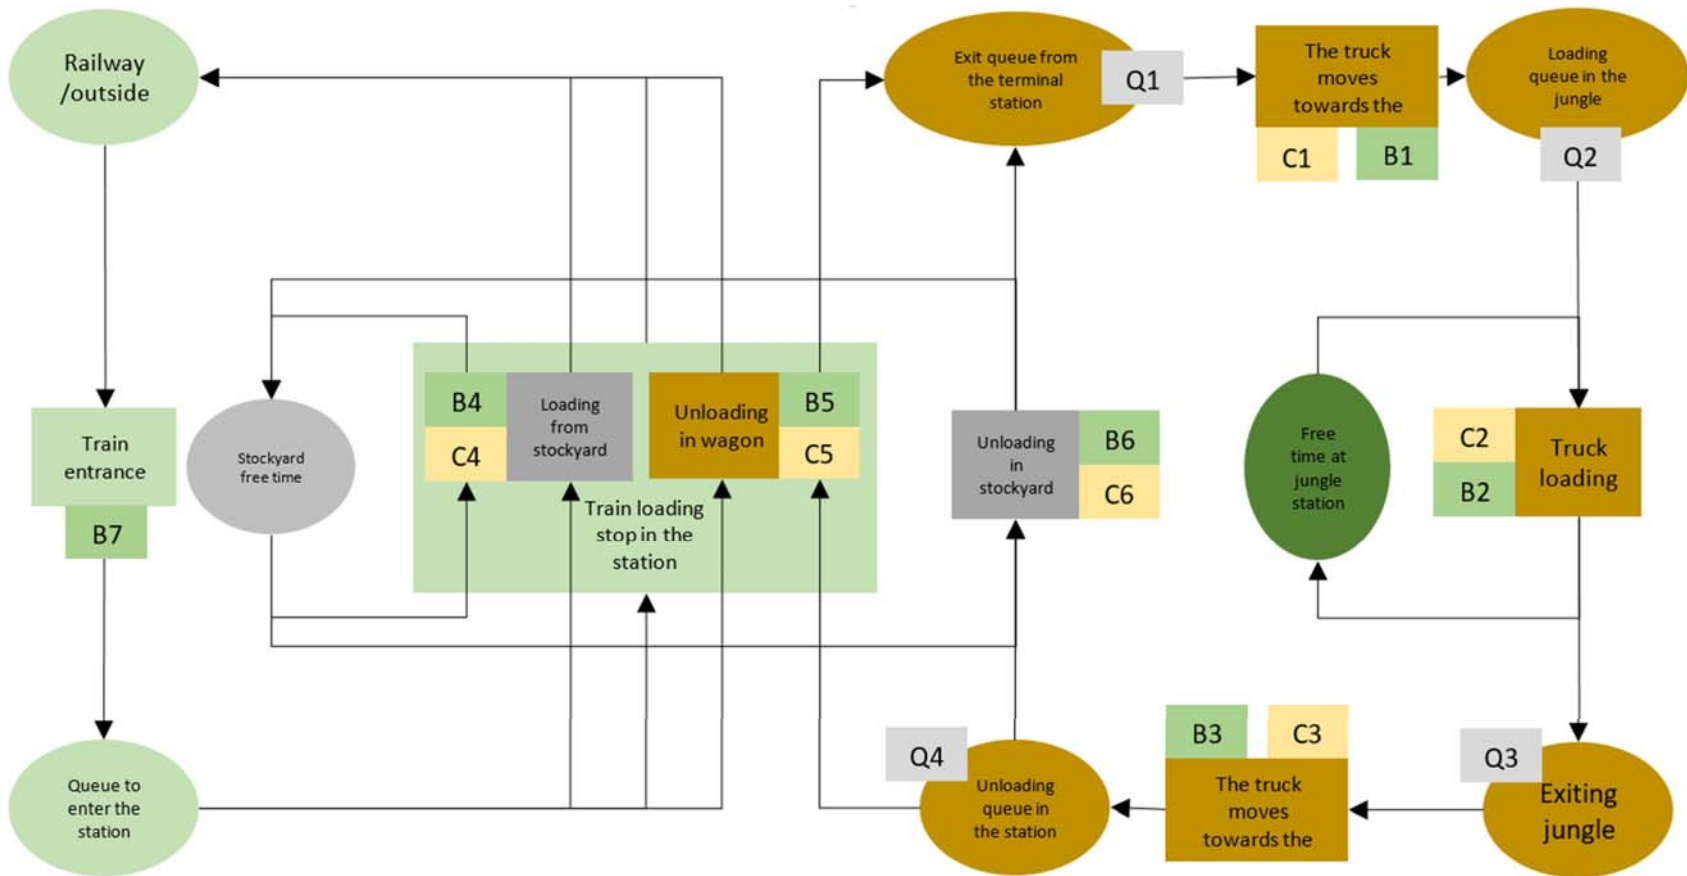 Railway
/outside
Exit queue from
the terminal
station
Q1
The truck
moves
towards the
C1
B1
Loading
queue in the
jungle
Q2
Train
entrance
B7
Stockyard
free time
B4
C4
Loading
from
stockyard
Unloading
in wagon
B5
C5
Train loading
stop in the
station
Unloading
in
stockyard
B6
C6
Free
time at
jungle
station
C2
B2
Truck
loading
Queue to
enter the
station
Q4
Unloading
queue in
the station
B3
C3
The truck
moves
towards the
Q3
Exiting
jungle